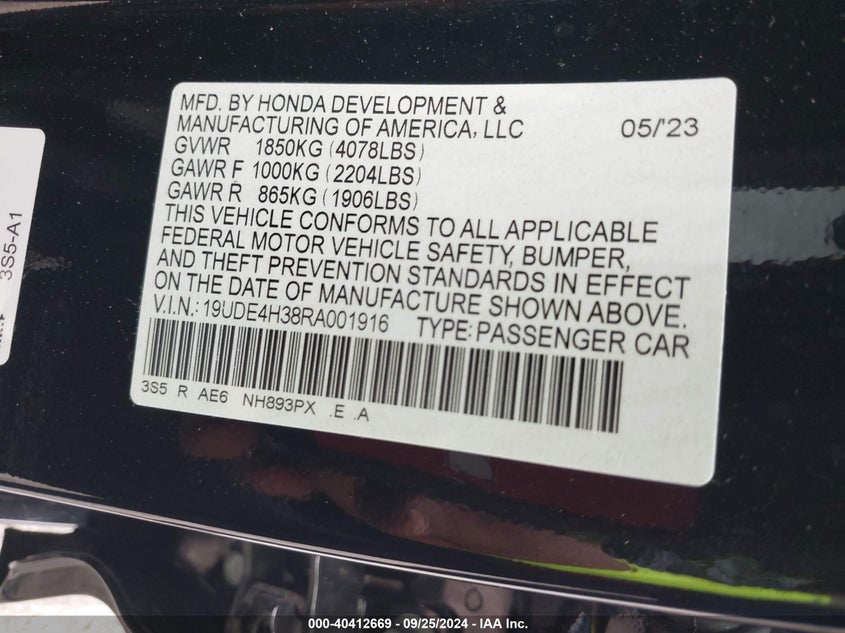 MFD. BY HONDA DEVELOPMENT &
MANUFACTURING OF AMERICA, LLC 05/'23
GVWR 1850KG (4078LBS)
GAWR F 1000KG (2204LBS)
GAWR R 865KG (1906LBS)
THIS VEHICLE CONFORMS TO ALL APPLICABLE
FEDERAL MOTOR VEHICLE SAFETY, BUMPER,
AND THEFT PREVENTION STANDARDS IN EFFECT
ON THE DATE OF MANUFACTURE SHOWN ABOVE.
V.I.N.: 19UDE4H38RA001916 TYPE: PASSENGER CAR
3S5 R AE6 NH893PX .E .A
3S5-A1
000-40412669 - 09/25/2024 - IAA Inc.